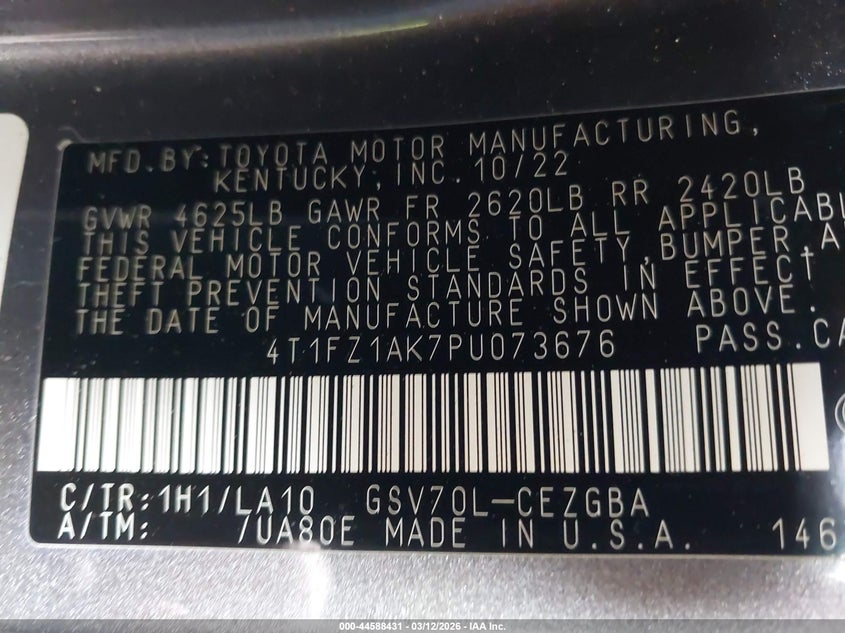 MFD.BY:TOYOTA MOTOR MANUFACTURING,
KENTUCKY,INC. 10/22
GVWR 4625LB GAWR FR 2620LB RR 2420LB
THIS VEHICLE CONFORMS TO ALL APPLICABL
FEDERAL MOTOR VEHICLE SAFETY,BUMPER,A
THEFT PREVENTION STANDARDS IN EFFECT
THE DATE OF MANUFACTURE SHOWN ABOVE.
4T1FZ1AK7PU073676 PASS.CA
C/TR:1H1/LA10 GSV70L-CEZGBA
A/TM: 7UA80E MADE IN U.S.A. 146
000-44588431 - 03/12/2026 - IAA Inc.